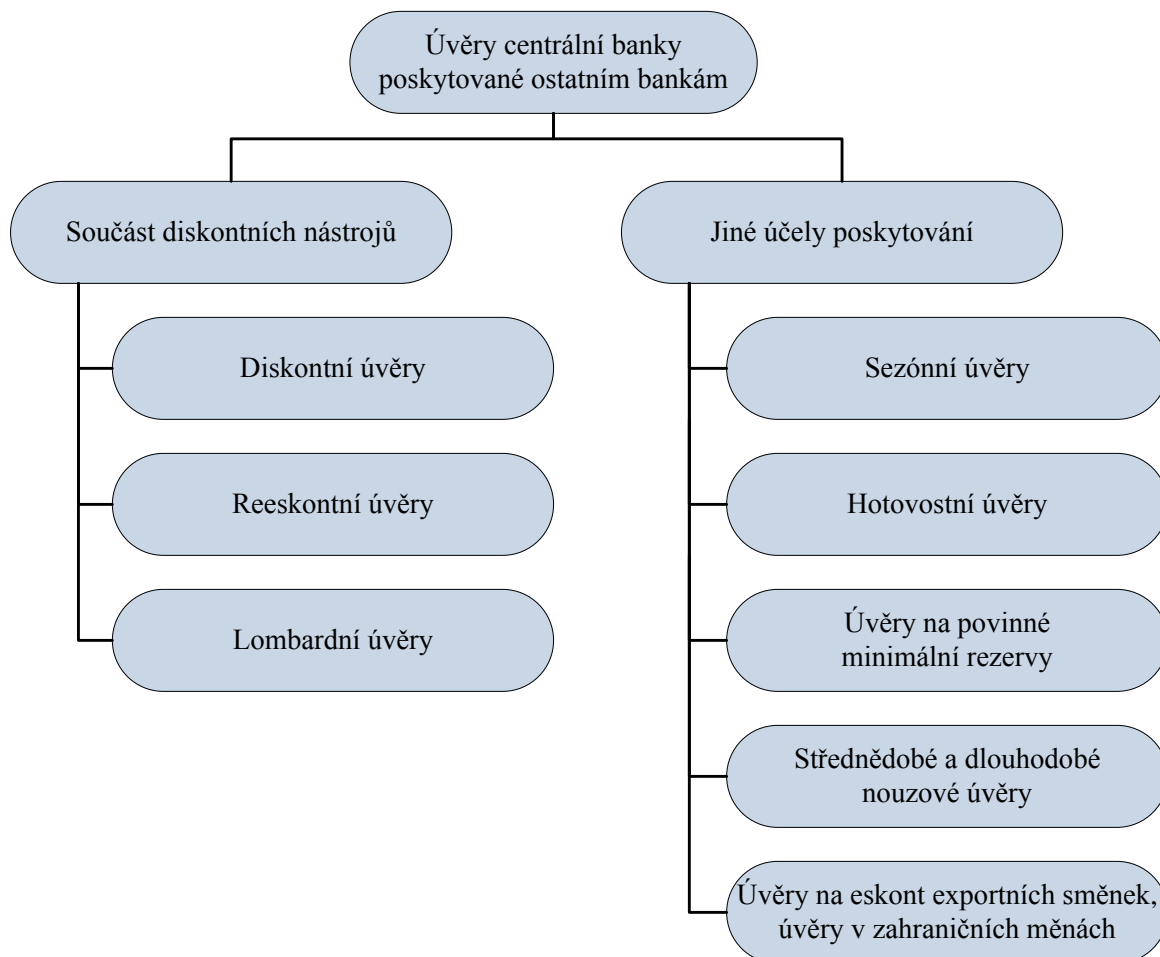 Úvěry centrální banky
poskytované ostatním bankám
Součást diskontních nástrojů
Jiné účely poskytování
Diskontní úvěry
Sezónní úvěry
Reeskontní úvěry
Hotovostní úvěry
Lombardní úvěry
Úvěry na povinné
minimální rezervy
Střednědobé a dlouhodobé
nouzové úvěry
Úvěry na eskont exportních směnek,
úvěry v zahraničních měnách